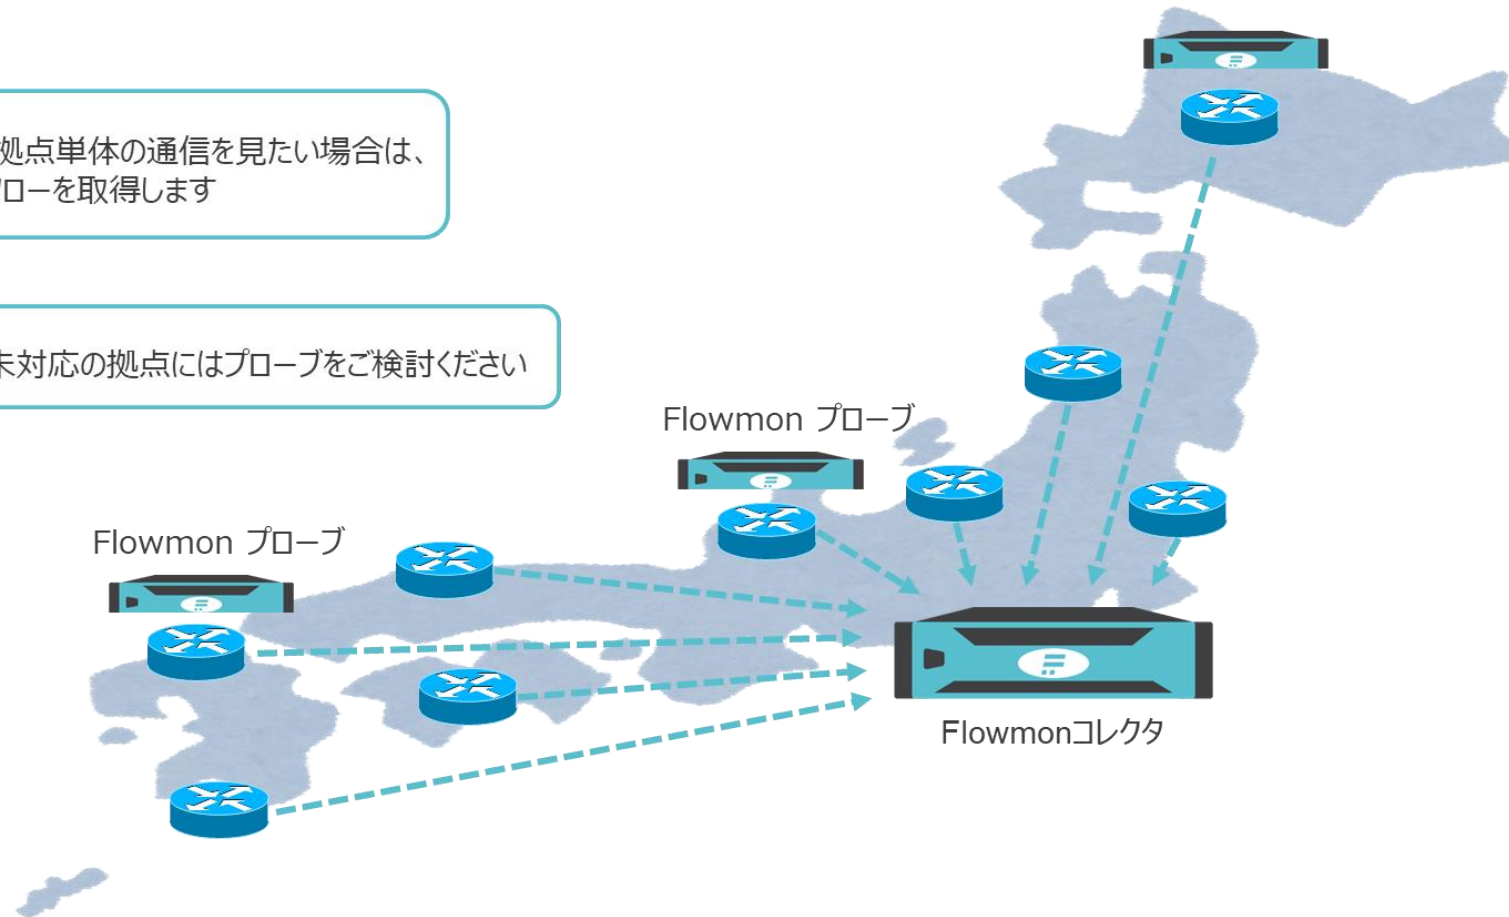 拠点単体の通信を見たい場合は、
ローを取得します
未対応の拠点にはプローブをご検討ください
Flowmon プローブ
Flowmon プローブ
Flowmonコレクタ